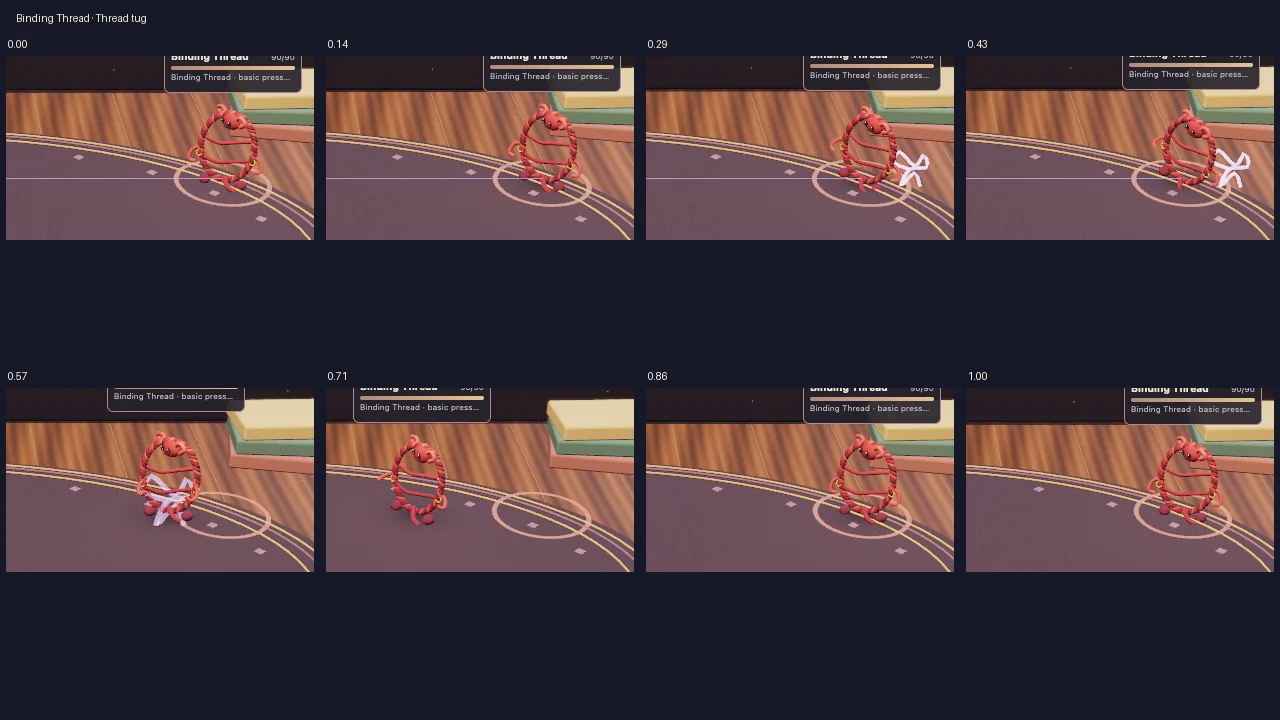 Binding Thread · Thread tug
0.00
0.14
0.29
0.43
Binding Thread 90/90
Binding Thread · basic press...
Binding Thread 90/90
Binding Thread · basic press...
Binding Thread 90/90
Binding Thread · basic press...
Binding Thread 90/90
Binding Thread · basic press...
0.57
0.71
0.86
1.00
Binding Thread · basic press...
Binding Thread 90/90
Binding Thread · basic press...
Binding Thread 90/90
Binding Thread · basic press...
Binding Thread 90/90
Binding Thread · basic press...